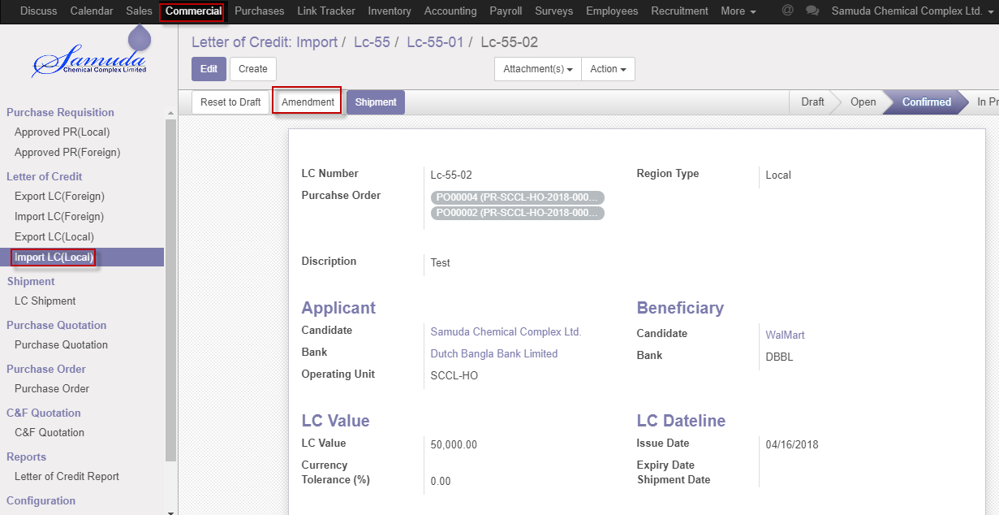 Discuss Calendar Sales Commercial Purchases Link Tracker Inventory Accounting Payroll Surveys Employees Recruitment More @ Samuda Chemical Complex Ltd.
Samuda
Chemical Complex Limited
Letter of Credit: Import / Lc-55 / Lc-55-01 / Lc-55-02
Edit Create Attachment(s) Action
Reset to Draft Amendment Shipment Draft Open Confirmed In Pr
Purchase Requisition
Approved PR(Local)
Approved PR(Foreign)
Letter of Credit
Export LC(Foreign)
Import LC(Foreign)
Export LC(Local)
Import LC(Local)
Shipment
LC Shipment
Purchase Quotation
Purchase Quotation
Purchase Order
Purchase Order
C&F Quotation
C&F Quotation
Reports
Letter of Credit Report
Configuration
LC Number Lc-55-02 Region Type Local
Purcahse Order PO00004 (PR-SCCL-HO-2018-000...
PO00002 (PR-SCCL-HO-2018-000...
Discription Test
Applicant Beneficiary
Candidate Samuda Chemical Complex Ltd. Candidate WalMart
Bank Dutch Bangla Bank Limited Bank DBBL
Operating Unit SCCL-HO
LC Value LC Dateline
LC Value 50,000.00 Issue Date 04/16/2018
Currency Expiry Date
Tolerance (%) 0.00 Shipment Date